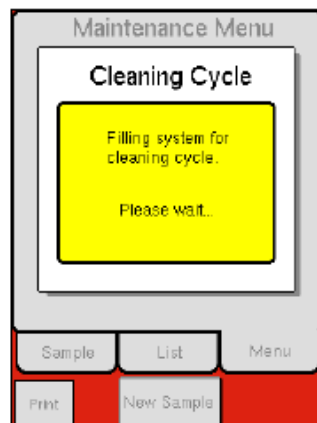 Maintenance Menu
Cleaning Cycle
Filling system for
cleaning cycle.
Please wait...
Sample
List
Menu
Print
New Sample